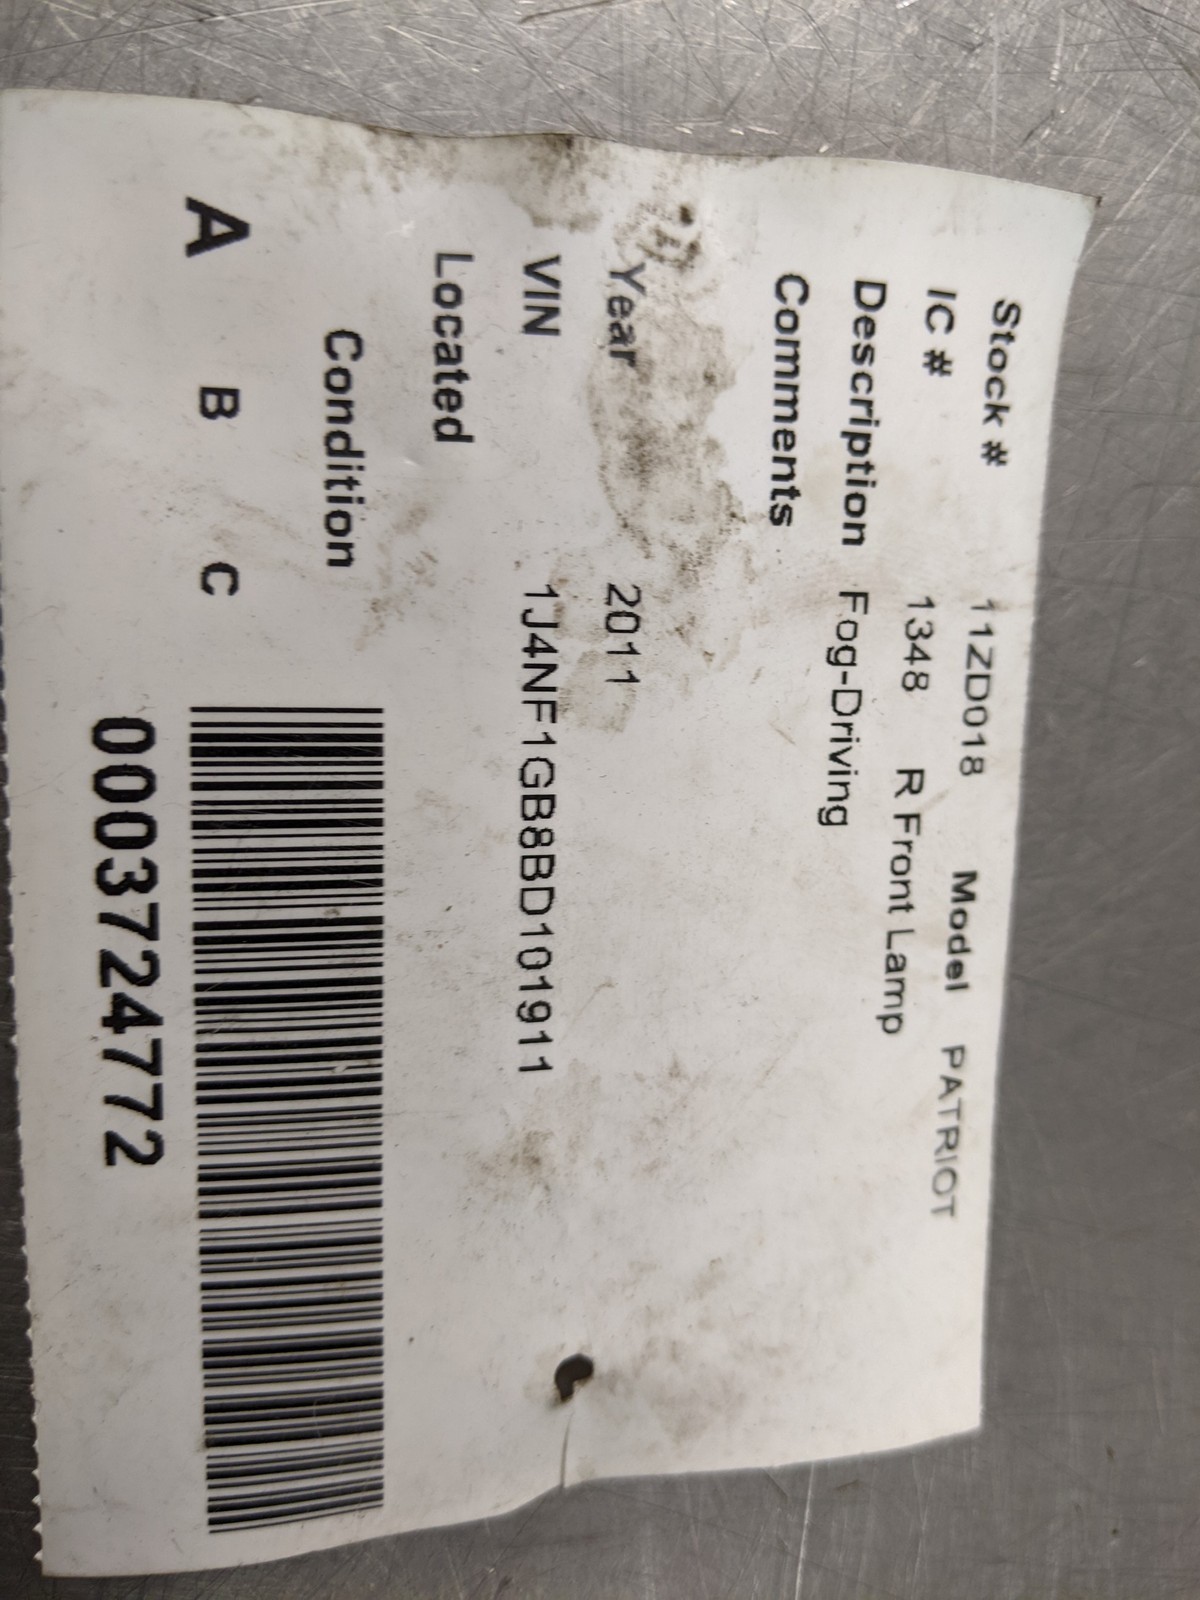 Stock # 11ZD018 Model PATRIOT
IC # 1348 R Front Lamp
Description Fog-Driving
Comments
Year 2011
VIN 1J4NF1GB8BD101911
Located
Condition
A B C
0003724772